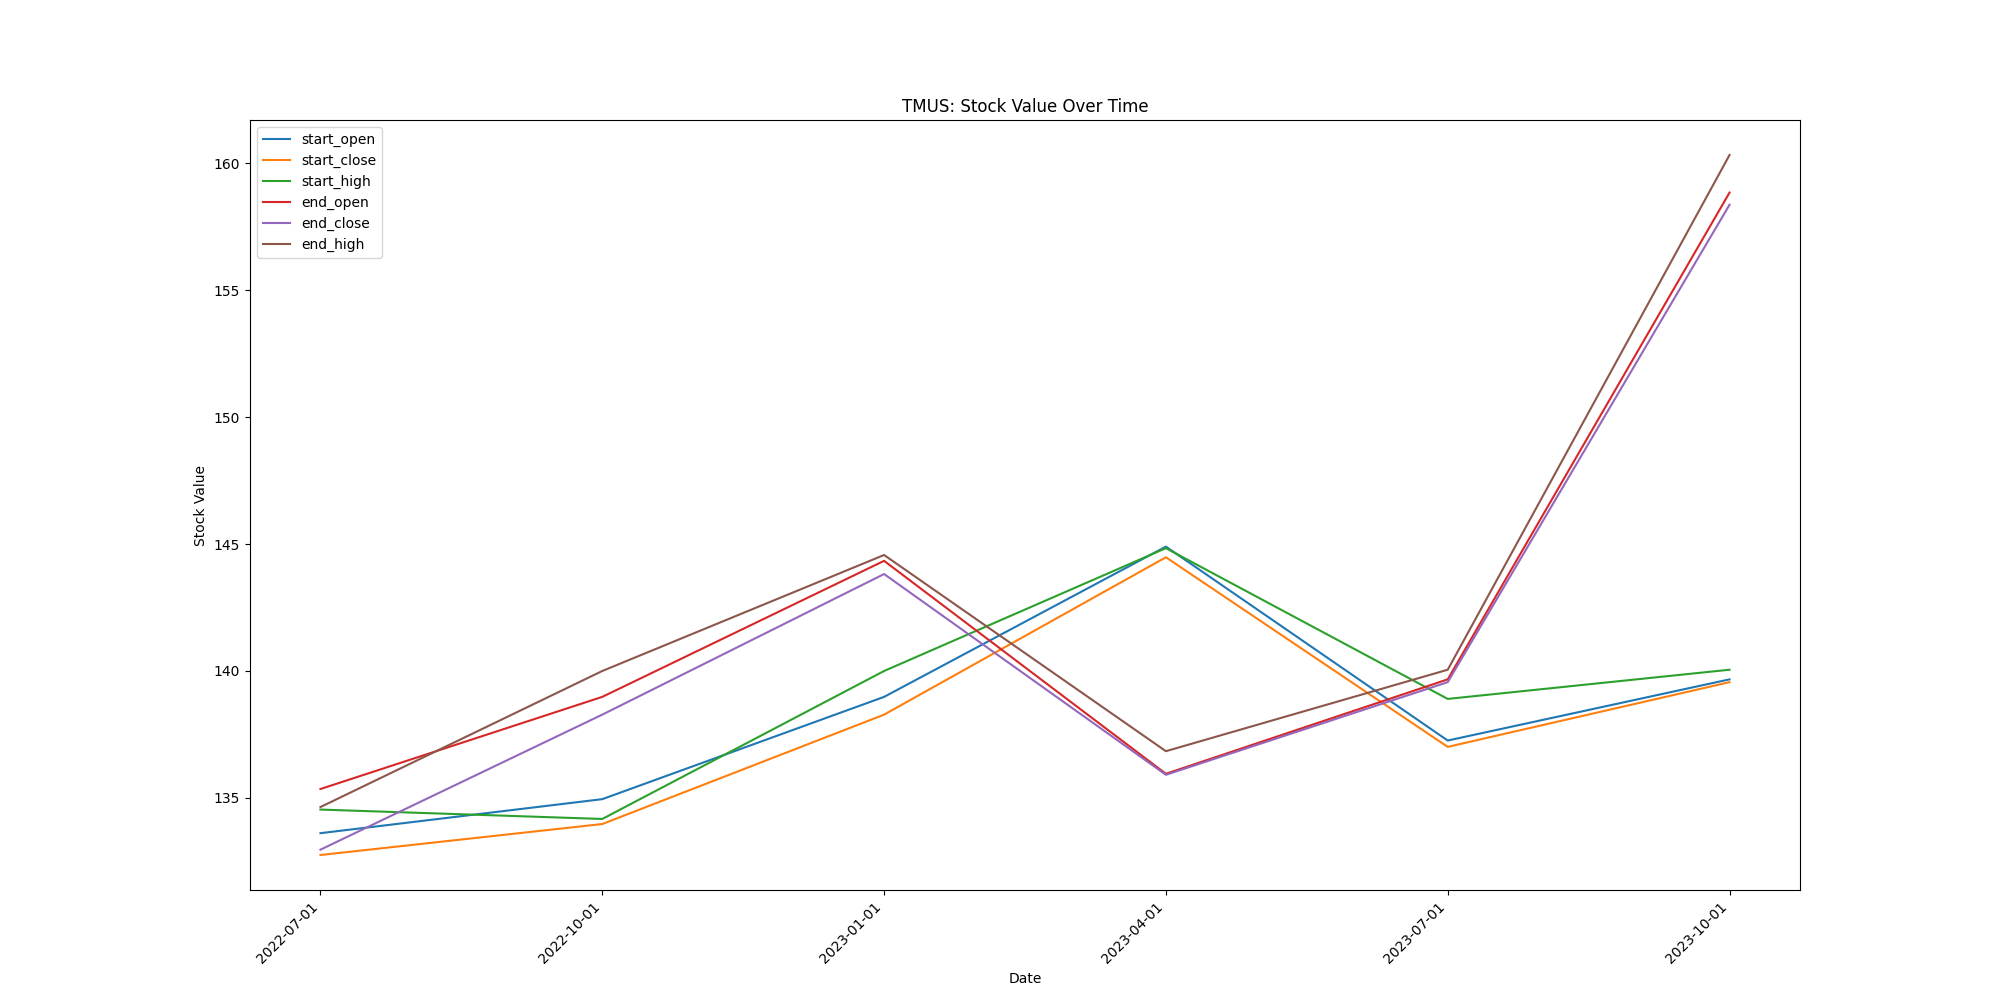 TMUS: Stock Value Over Time
start_open
start_close
start_high
end_open
end_close
end_high
160
155
150
145
140
135
Stock Value
2022-07-01
2022-10-01
2023-01-01
2023-04-01
2023-07-01
2023-10-01
Date